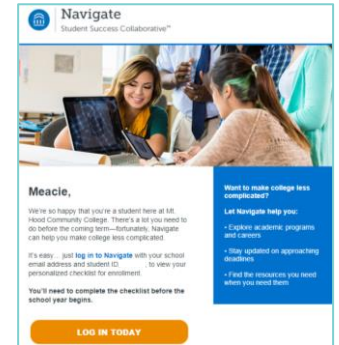 Navigate
Student Success Collaborative™
Meacie,
We're so happy that you're a student here at Mt.
Hood Community College. There's a lot you need to
do before the coming term—fortunately, Navigate
can help you make college less complicated.
It's easy... just log in to Navigate with your school
email address and student ID , to view your
personalized checklist for enrollment.
You'll need to complete the checklist before the
school year begins.
LOG IN TODAY
Want to make college less
complicated?
Let Navigate help you:
• Explore academic programs
and careers
• Stay updated on approaching
deadlines
• Find the resources you need
when you need them